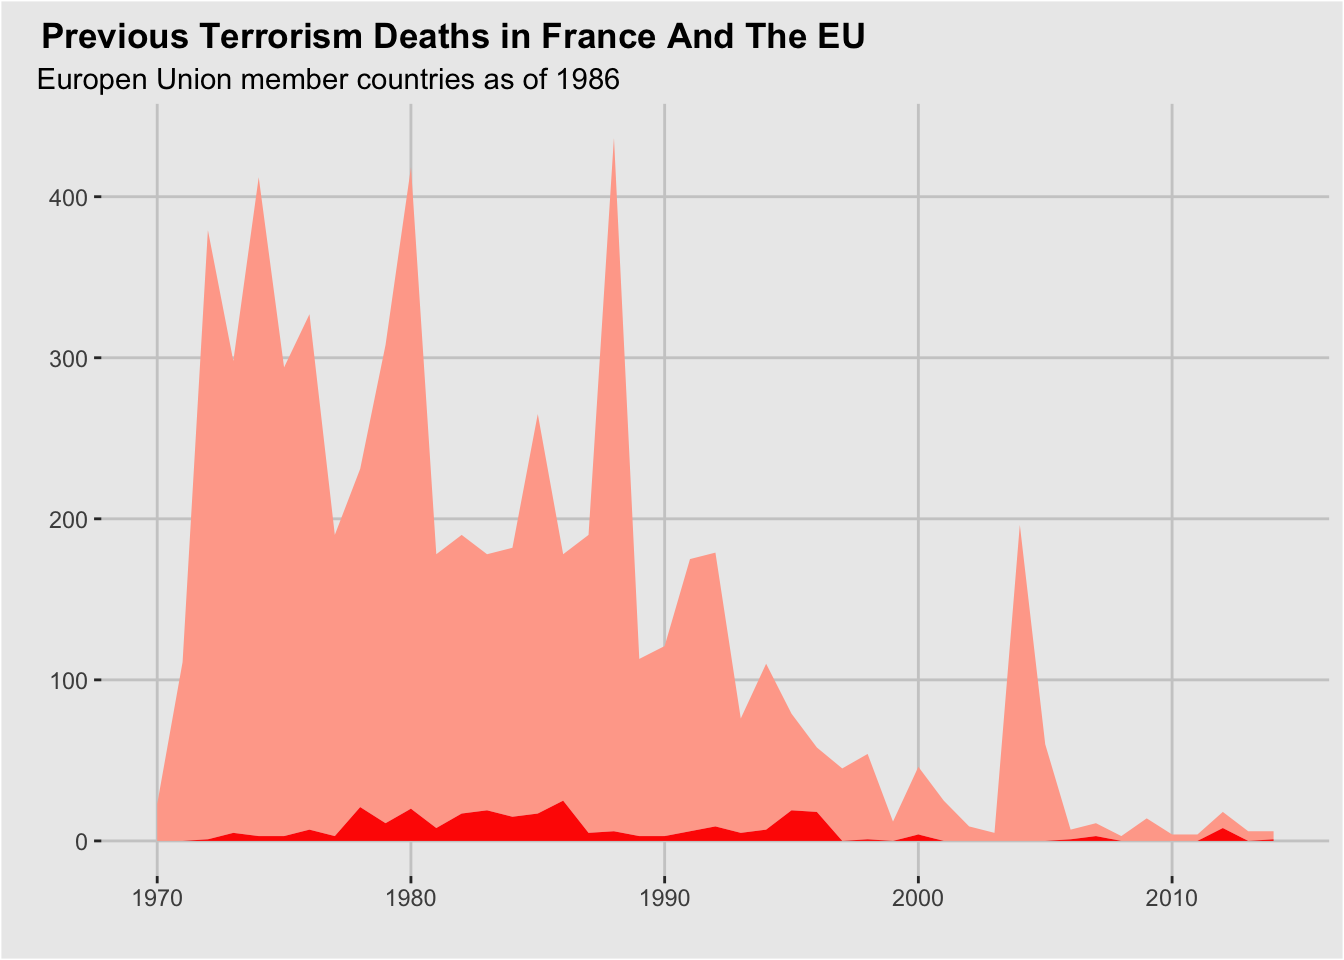 Previous Terrorism Deaths in France And The EU
Europen Union member countries as of 1986
400
300
200
100
0
1970 1980 1990 2000 2010